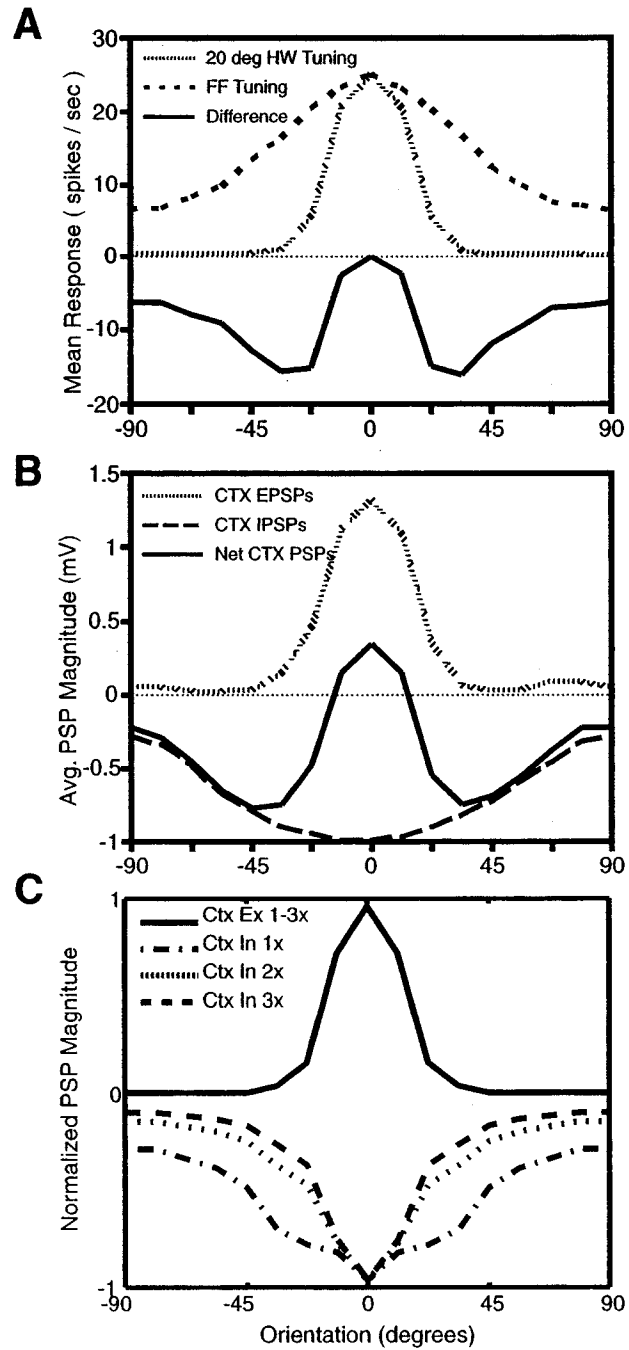 A
Mean Response ( spikes / sec )
30
20
10
0
-10
-20
20 deg HW Tuning
FF Tuning
Difference
-90
-45
0
45
90
B
Avg. PSP Magnitude (mV)
1.5
1
0.5
0
-0.5
-1
CTX EPSPs
CTX IPSPs
Net CTX PSPs
-90
-45
0
45
90
C
Normalized PSP Magnitude
1
0
-1
Ctx Ex 1-3x
Ctx In 1x
Ctx In 2x
Ctx In 3x
-90
-45
0
45
90
Orientation (degrees)